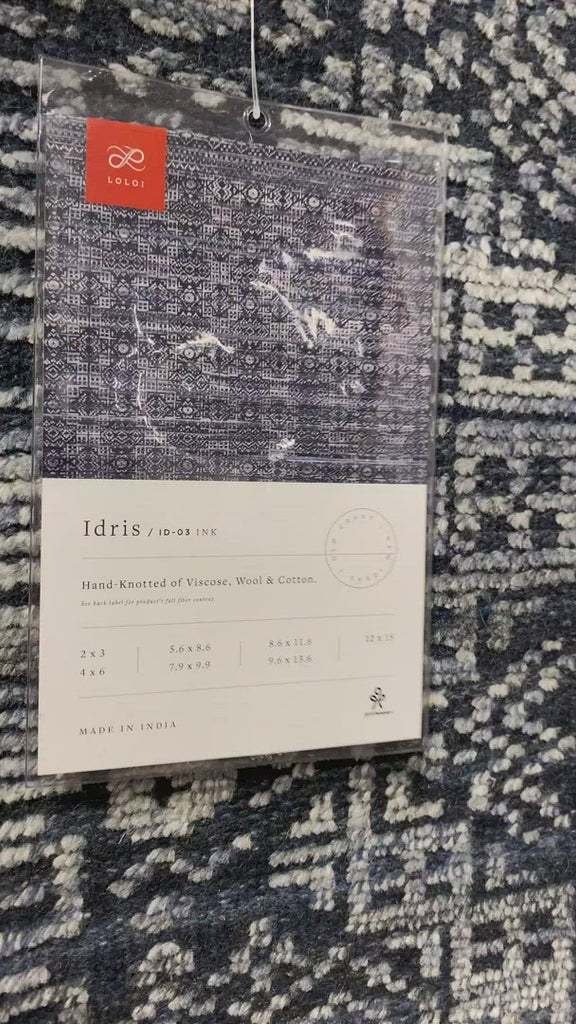 LOLOI
Idris / ID-03 INK
Hand-Knotted of Viscose, Wool & Cotton.
See back label for product's full fiber content.
2 x 3
4 x 6
5.6 x 8.6
7.9 x 9.9
8.6 x 11.6
9.6 x 13.6
12 x 15
MADE IN INDIA